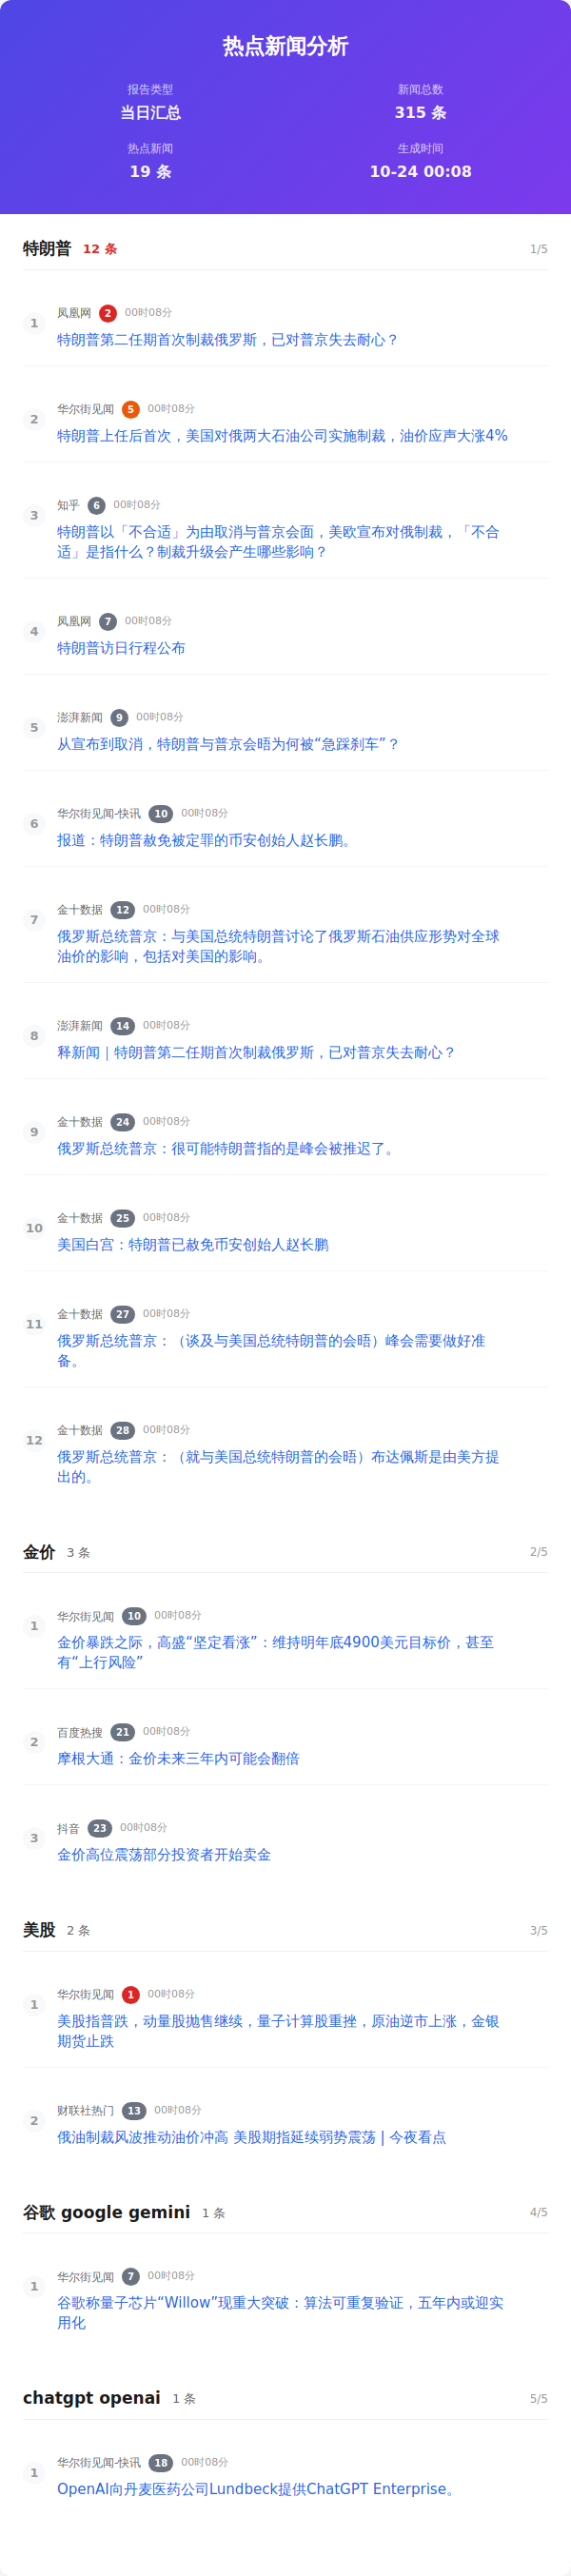 热点新闻分析
报告类型
当日汇总
新闻总数
315 条
热点新闻
19 条
生成时间
10-24 00:08
特朗普 12 条 1/5
1
凤凰网 2 00时08分
特朗普第二任期首次制裁俄罗斯，已对普京失去耐心？
2
华尔街见闻 5 00时08分
特朗普上任后首次，美国对俄两大石油公司实施制裁，油价应声大涨4%
3
知乎 6 00时08分
特朗普以「不合适」为由取消与普京会面，美欧宣布对俄制裁，「不合
适」是指什么？制裁升级会产生哪些影响？
4
凤凰网 7 00时08分
特朗普访日行程公布
5
澎湃新闻 9 00时08分
从宣布到取消，特朗普与普京会晤为何被“急踩刹车”？
6
华尔街见闻-快讯 10 00时08分
报道：特朗普赦免被定罪的币安创始人赵长鹏。
7
金十数据 12 00时08分
俄罗斯总统普京：与美国总统特朗普讨论了俄罗斯石油供应形势对全球
油价的影响，包括对美国的影响。
8
澎湃新闻 14 00时08分
释新闻｜特朗普第二任期首次制裁俄罗斯，已对普京失去耐心？
9
金十数据 24 00时08分
俄罗斯总统普京：很可能特朗普指的是峰会被推迟了。
10
金十数据 25 00时08分
美国白宫：特朗普已赦免币安创始人赵长鹏
11
金十数据 27 00时08分
俄罗斯总统普京：（谈及与美国总统特朗普的会晤）峰会需要做好准
备。
12
金十数据 28 00时08分
俄罗斯总统普京：（就与美国总统特朗普的会晤）布达佩斯是由美方提
出的。
金价 3 条 2/5
1
华尔街见闻 10 00时08分
金价暴跌之际，高盛“坚定看涨”：维持明年底4900美元目标价，甚至
有“上行风险”
2
百度热搜 21 00时08分
摩根大通：金价未来三年内可能会翻倍
3
抖音 23 00时08分
金价高位震荡部分投资者开始卖金
美股 2 条 3/5
1
华尔街见闻 1 00时08分
美股指普跌，动量股抛售继续，量子计算股重挫，原油逆市上涨，金银
期货止跌
2
财联社热门 13 00时08分
俄油制裁风波推动油价冲高 美股期指延续弱势震荡 | 今夜看点
谷歌 google gemini 1 条 4/5
1
华尔街见闻 7 00时08分
谷歌称量子芯片“Willow”现重大突破：算法可重复验证，五年内或迎实
用化
chatgpt openai 1 条 5/5
1
华尔街见闻-快讯 18 00时08分
OpenAI向丹麦医药公司Lundbeck提供ChatGPT Enterprise。